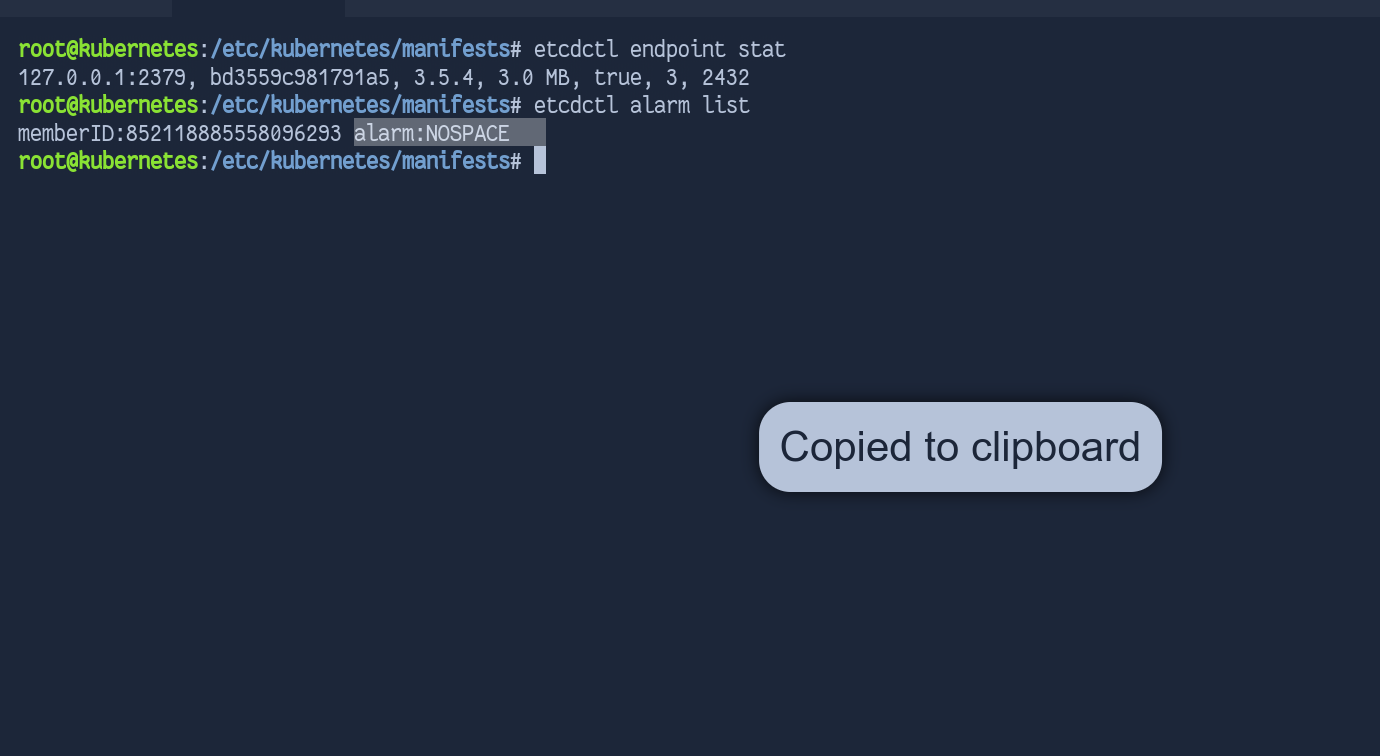 root@kubernetes:/etc/kubernetes/manifests# etcdctl endpoint stat
127.0.0.1:2379, bd3559c981791a5, 3.5.4, 3.0 MB, true, 3, 2432
root@kubernetes:/etc/kubernetes/manifests# etcdctl alarm list
memberID:852118885558096293 alarm:NOSPACE
root@kubernetes:/etc/kubernetes/manifests#
Copied to clipboard